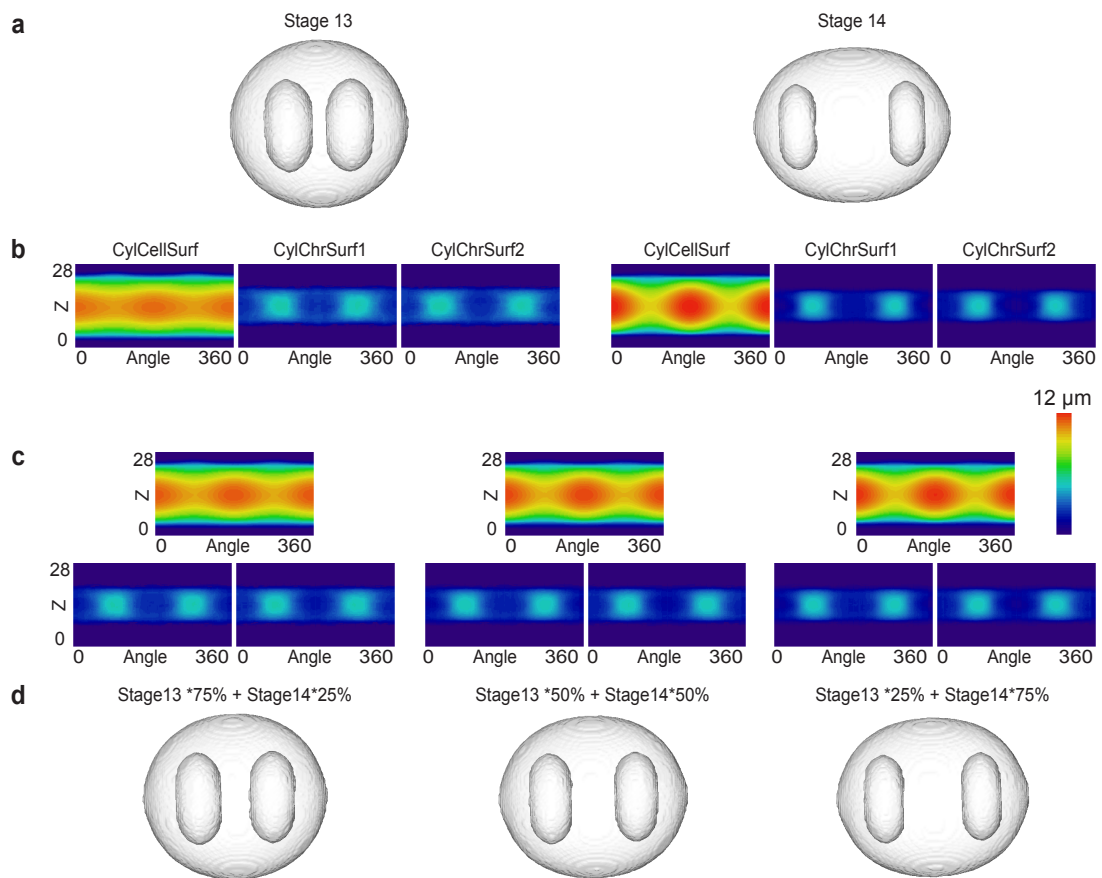 a
Stage 13
Stage 14
b
CylCellSurf
CylChrSurf1
CylChrSurf2
CylCellSurf
CylChrSurf1
CylChrSurf2
28
Z
0
0 Angle 360
0 Angle 360
0 Angle 360
0 Angle 360
0 Angle 360
0 Angle 360
12 µm
c
28
Z
0
0 Angle 360
28
Z
0
0 Angle 360
28
Z
0
0 Angle 360
28
Z
0
0 Angle 360
0 Angle 360
0 Angle 360
0 Angle 360
0 Angle 360
0 Angle 360
d
Stage13 *75% + Stage14*25%
Stage13 *50% + Stage14*50%
Stage13 *25% + Stage14*75%